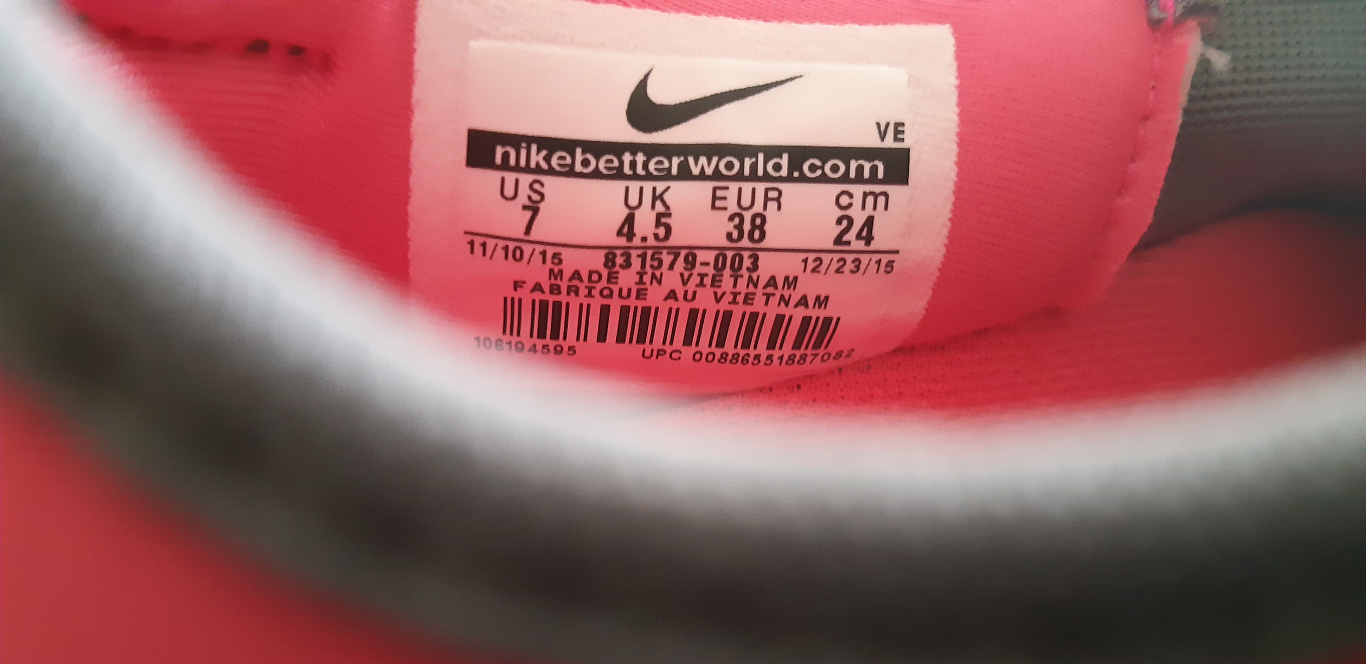 VE
nikebetterworld.com
US UK EUR cm
7 4.5 38 24
11/10/15 831579-003 12/23/15
MADE IN VIETNAM
FABRIQUE AU VIETNAM
106194595 UPC 00886551887082